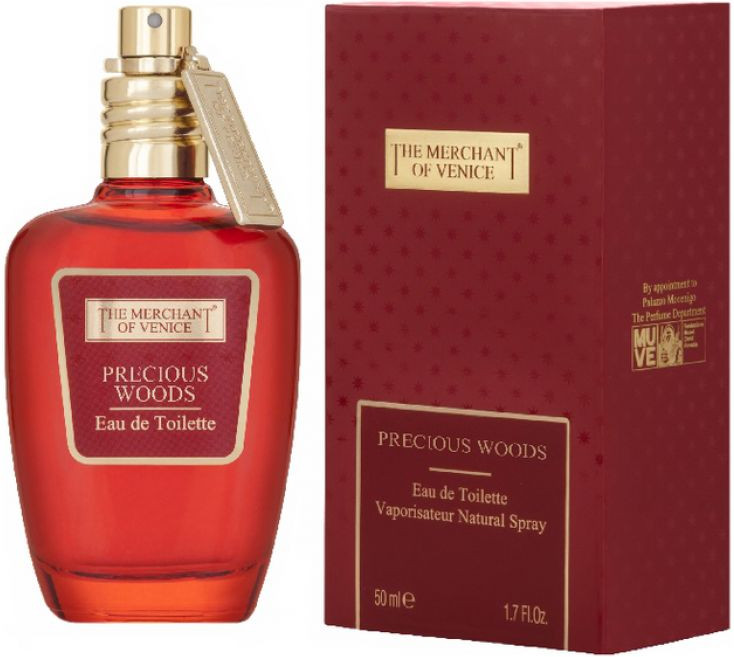 THE MERCHANT®
OF VENICE
PRECIOUS
WOODS
Eau de Toilette
THE MERCHANT®
OF VENICE
PRECIOUS WOODS
Eau de Toilette
Vaporisateur Natural Spray
50 ml e
1.7 Fl.Oz.
By appointment to
Palazzo Mocenigo
The Perfume Department
MU
VE